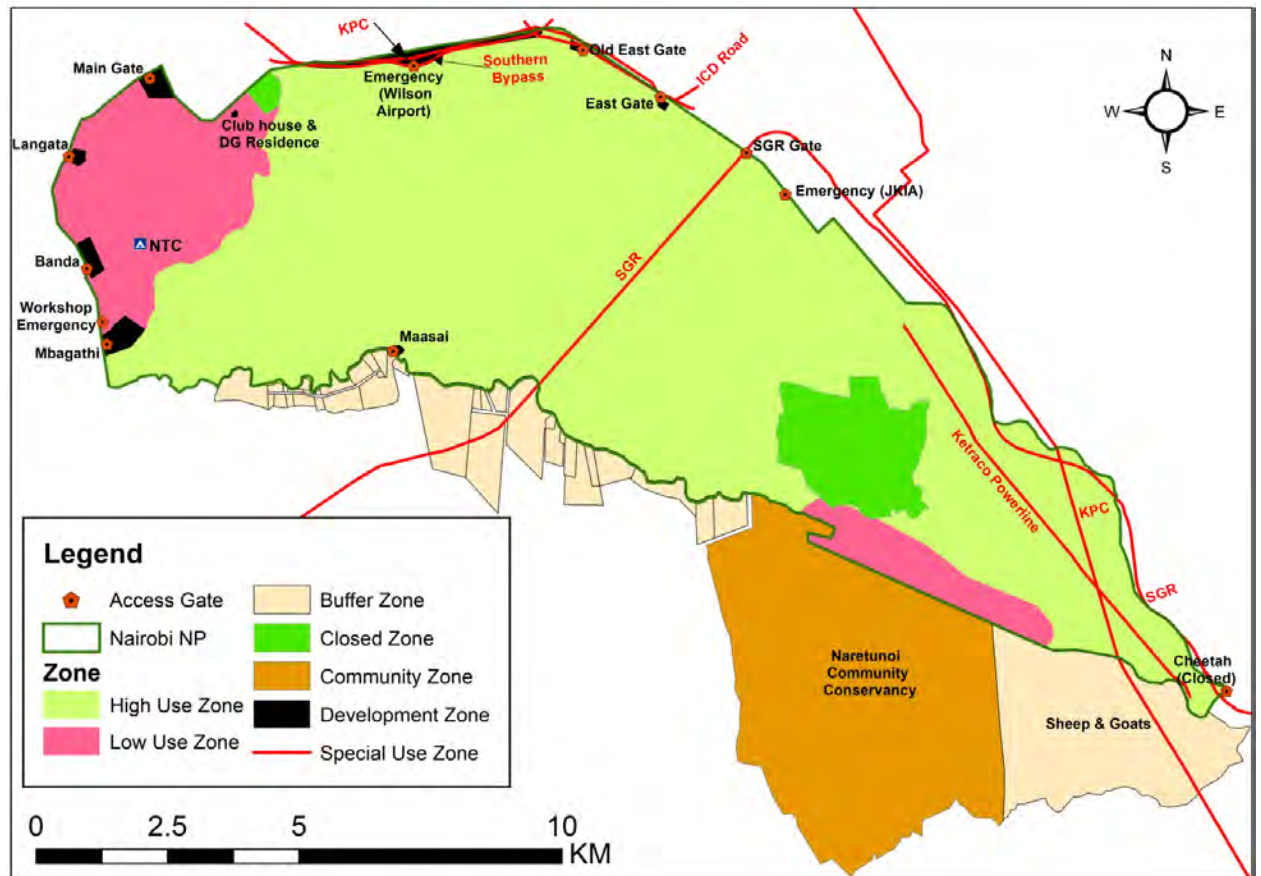 KPC
Old East Gate
Main Gate
Southern
Bypass
ICD Road
Emergency
(Wilson
Airport)
East Gate
N
W
E
S
Club house &
DG Residence
Langata
SGR Gate
Emergency (JKIA)
NTC
Banda
SGR
Workshop
Emergency
Mbagathi
Maasai
Ketraco Powerline
KPC
SGR
Cheetah
(Closed)
Naretunoi
Community
Conservancy
Sheep & Goats
Legend
Access Gate
Nairobi NP
Zone
High Use Zone
Low Use Zone
Buffer Zone
Closed Zone
Community Zone
Development Zone
Special Use Zone
0 2.5 5 10
KM